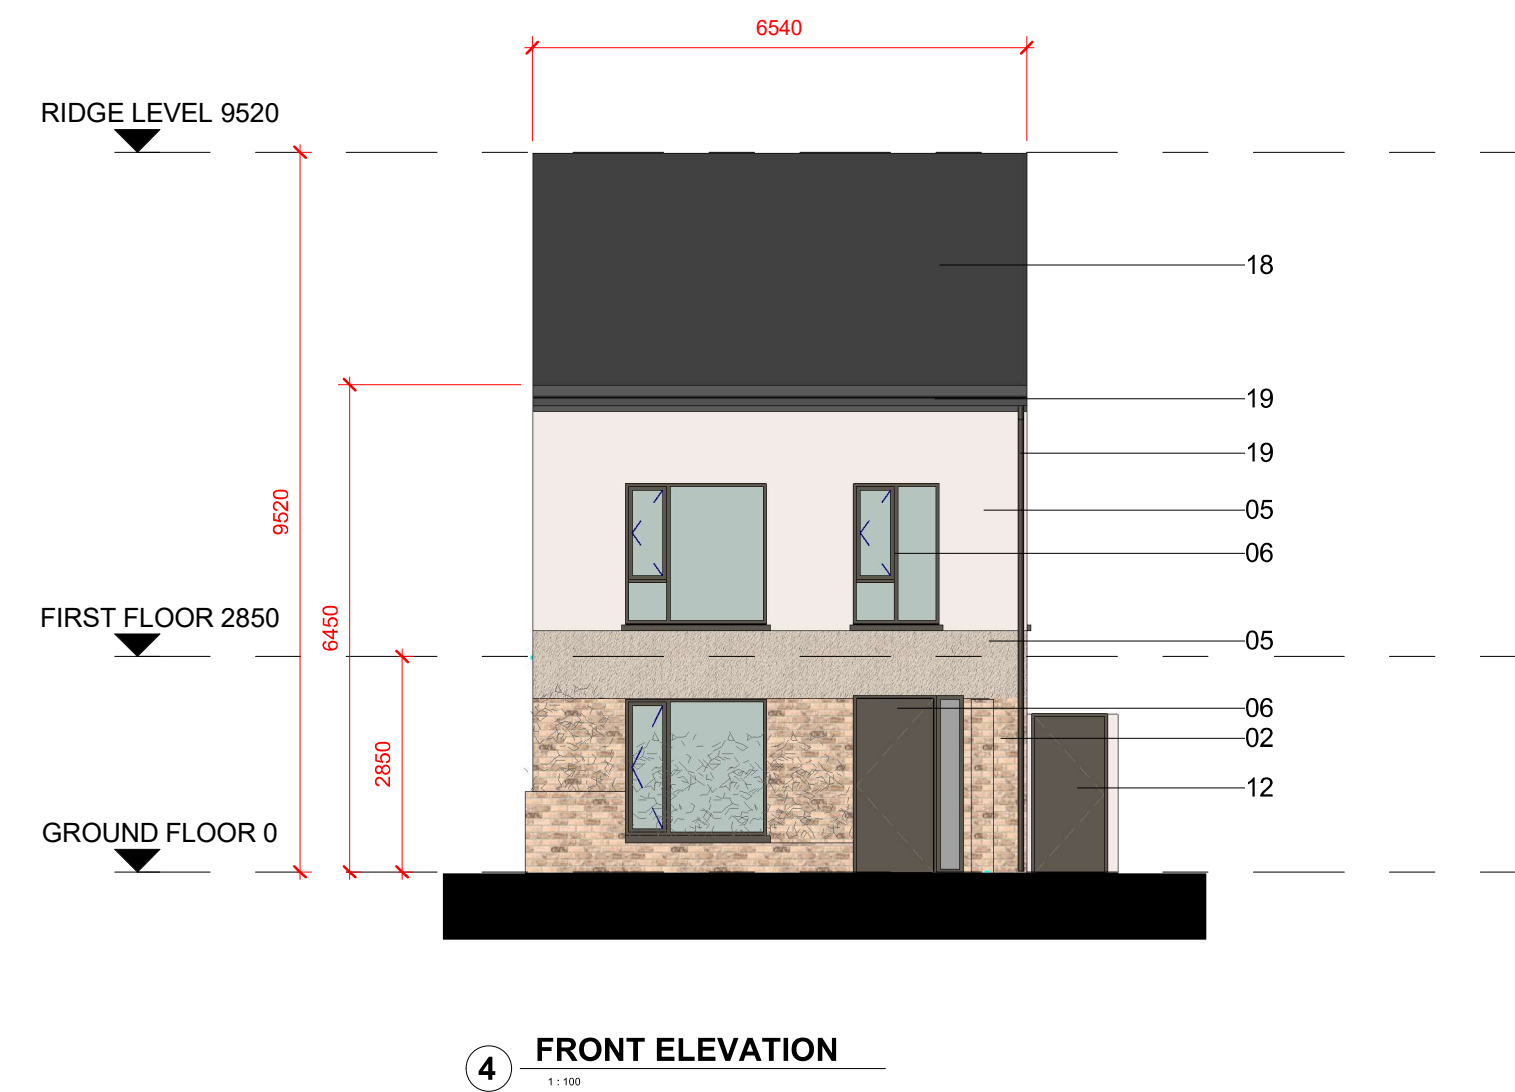 6540
RIDGE LEVEL 9520
18
19
19
9520
05
06
FIRST FLOOR 2850
6450
05
06
02
2850
12
GROUND FLOOR 0
4
FRONT ELEVATION
1 : 100